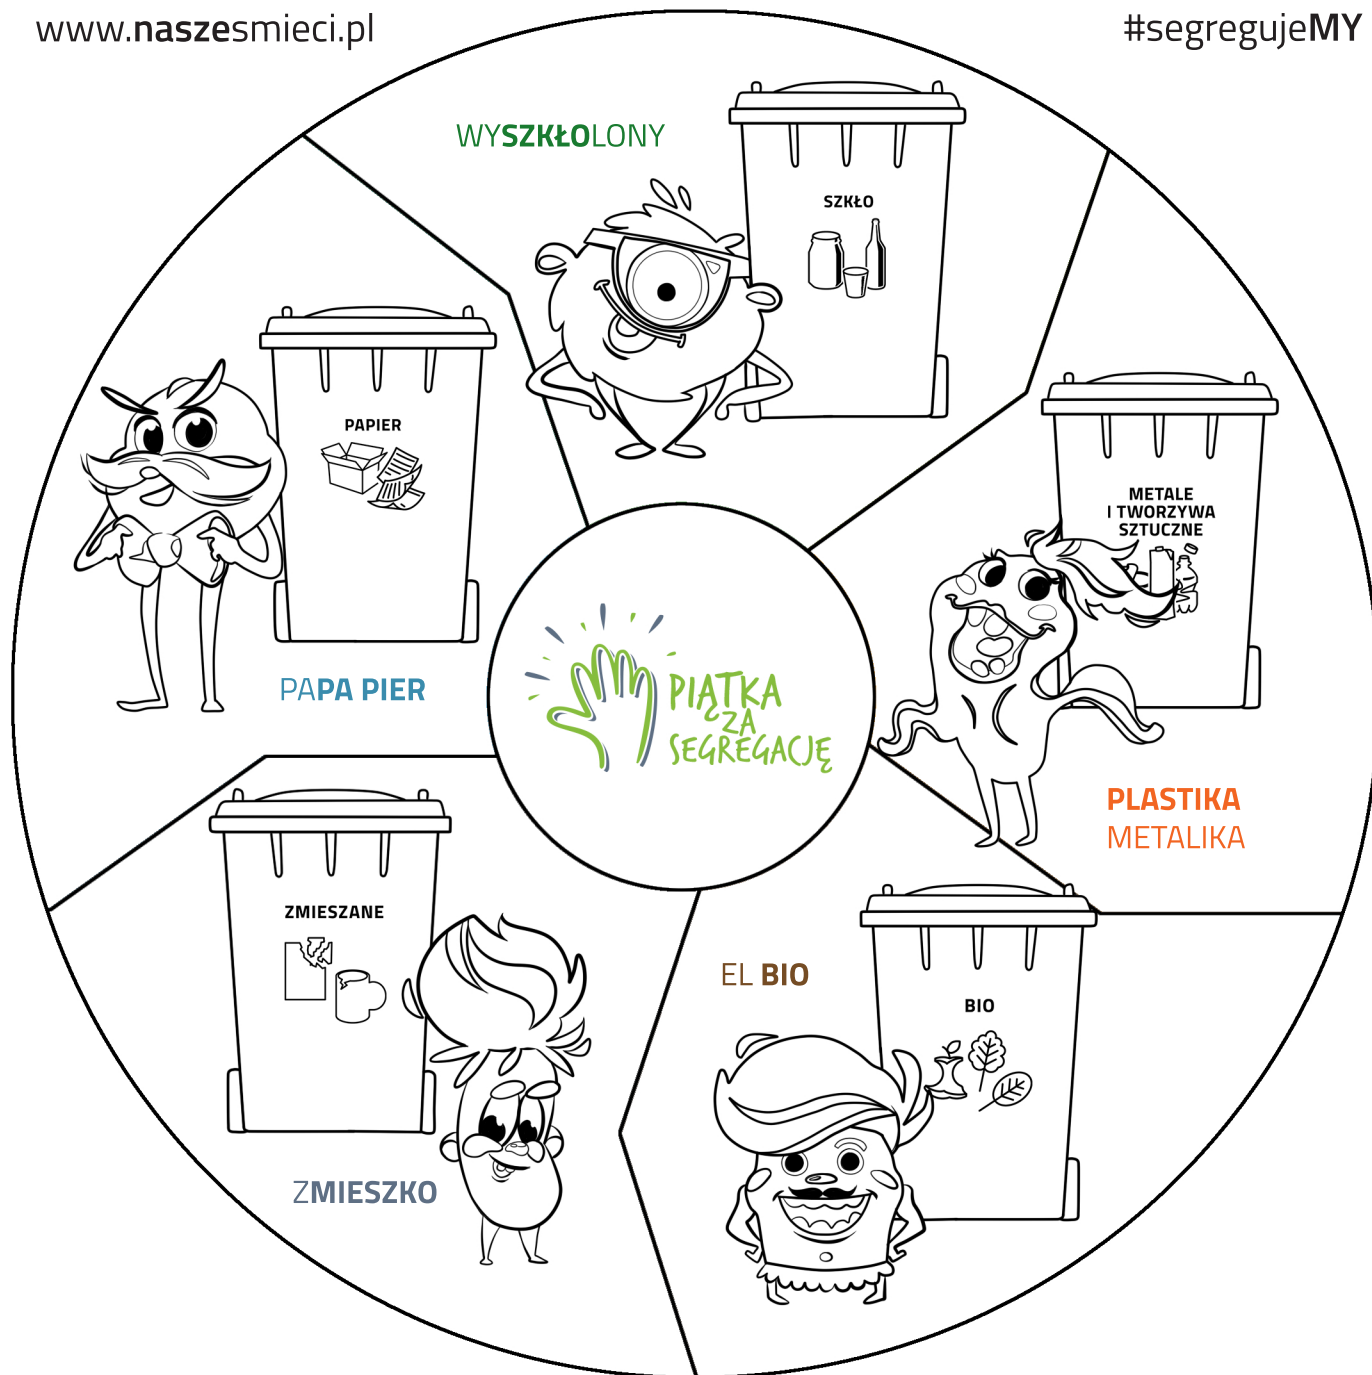 www.naszesmieci.pl
#segregujeMY
WYSZKŁOLONY
SZKŁO
PAPIER
PAPA PIER
METALE
I TWORZYWA
SZTUCZNE
PLASTIKA
METALIKA
PIĄTKA
ZA
SEGREGACJĘ
ZMIESZANE
ZMIESZKO
EL BIO
BIO